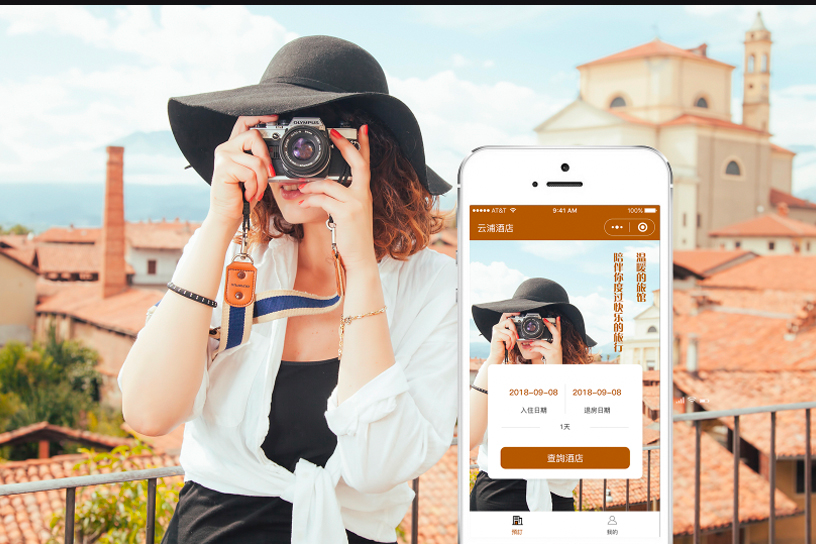 OLYMPUS
AT&T
9:41 AM
100%
云浦酒店
温暖的旅馆
陪伴你度过快乐的旅行
2018-09-08
2018-09-08
入住日期
退房日期
1天
查詢酒店
预订
我的